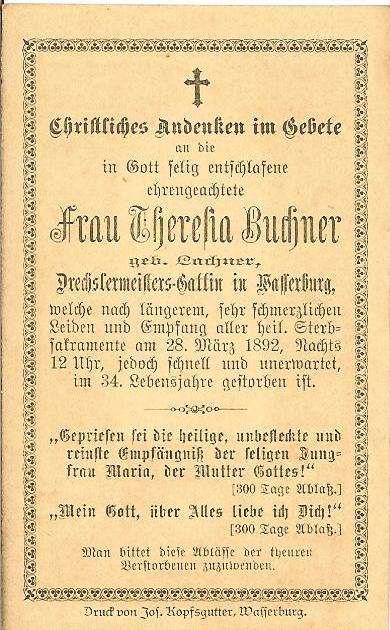 Christliches Andenken im Gebete
an die
in Gott selig entschlafene
ehrengeachtete
Frau Theresia Buchner
geb. Lachner,
Drechslermeisters-Gattin in Wasserburg,
welche nach längerem, sehr schmerzlichen
Leiden und Empfang aller heil. Sterb-
sakramente am 28. März 1892, Nachts
12 Uhr, jedoch schnell und unerwartet,
im 34. Lebensjahre gestorben ist.
„Gepriesen sei die heilige, unbefleckte und
reinste Empfängniß der seligen Jung-
frau Maria, der Mutter Gottes!“
[300 Tage Ablaß.]
„Mein Gott, über Alles liebe ich Dich!“
[300 Tage Ablaß.]
Man bittet diese Ablässe der theuren
Verstorbenen zuzuwenden.
Druck von Jos. Kopfsgutter, Wasserburg.